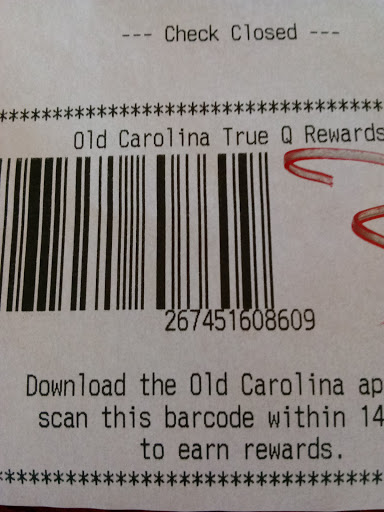 --- Check Closed ---
************************************
Old Carolina True Q Rewards
267451608609
Download the Old Carolina ap
scan this barcode within 14
to earn rewards.
************************************